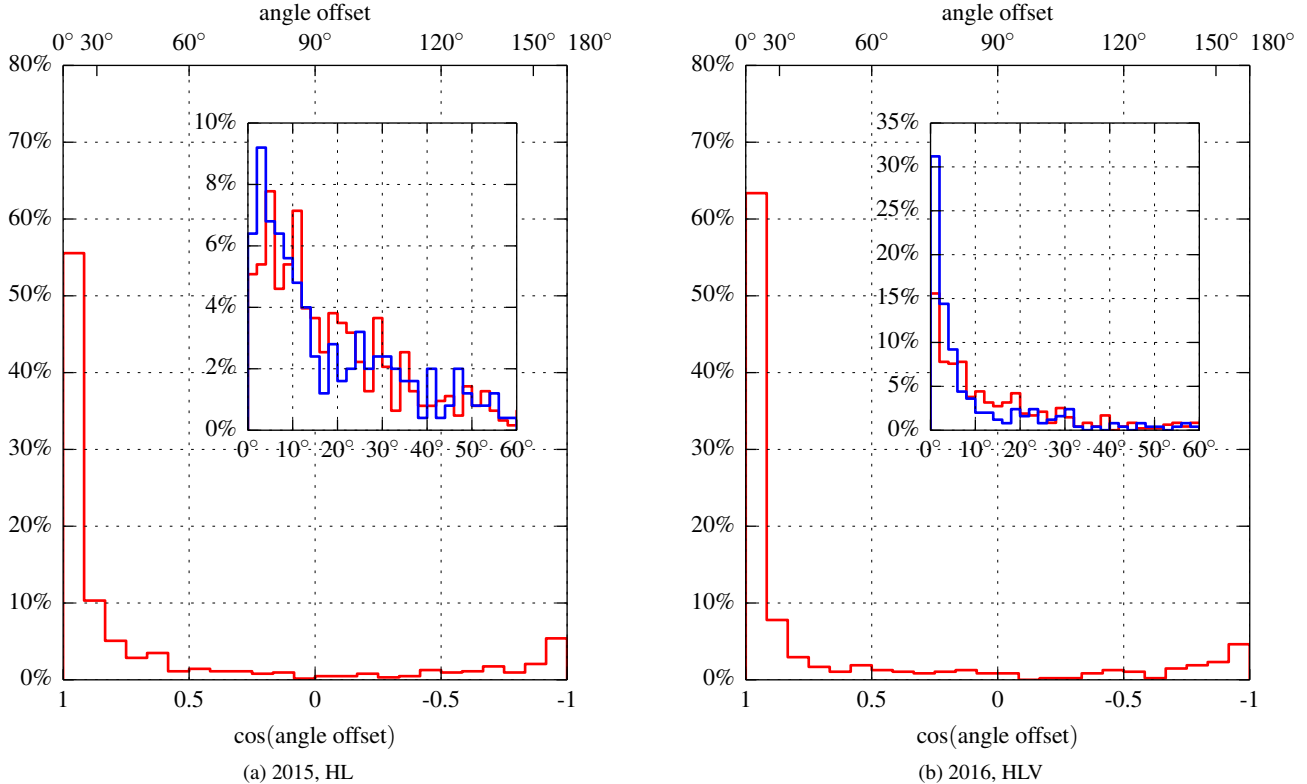 angle offset
0° 30° 60° 90° 120° 150° 180°
80%
70%
60%
50%
40%
30%
20%
10%
0%
1 0.5 0 -0.5 -1
cos(angle offset)
(a) 2015, HL
10%
8%
6%
4%
2%
0%
0° 10° 20° 30° 40° 50° 60°
angle offset
0° 30° 60° 90° 120° 150° 180°
80%
70%
60%
50%
40%
30%
20%
10%
0%
1 0.5 0 -0.5 -1
cos(angle offset)
(b) 2016, HLV
35%
30%
25%
20%
15%
10%
5%
0%
0° 10° 20° 30° 40° 50° 60°